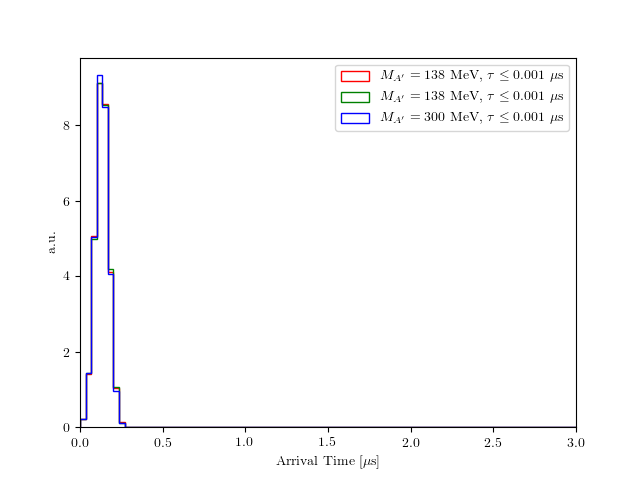 M_{A'} = 138 MeV, τ ≤ 0.001 μs
M_{A'} = 138 MeV, τ ≤ 0.001 μs
M_{A'} = 300 MeV, τ ≤ 0.001 μs
8
6
a.u.
4
2
0
0.0 0.5 1.0 1.5 2.0 2.5 3.0
Arrival Time [μs]